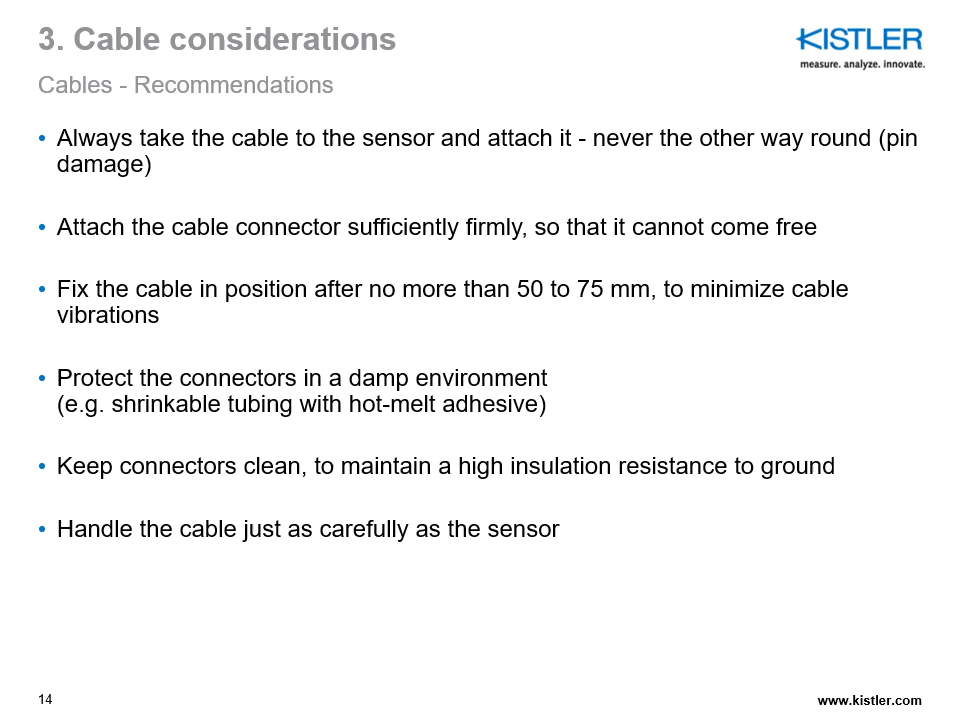 3. Cable considerations
KISTLER
measure. analyze. innovate.
Cables - Recommendations
• Always take the cable to the sensor and attach it - never the other way round (pin
damage)
• Attach the cable connector sufficiently firmly, so that it cannot come free
• Fix the cable in position after no more than 50 to 75 mm, to minimize cable
vibrations
• Protect the connectors in a damp environment
(e.g. shrinkable tubing with hot-melt adhesive)
• Keep connectors clean, to maintain a high insulation resistance to ground
• Handle the cable just as carefully as the sensor
14
www.kistler.com